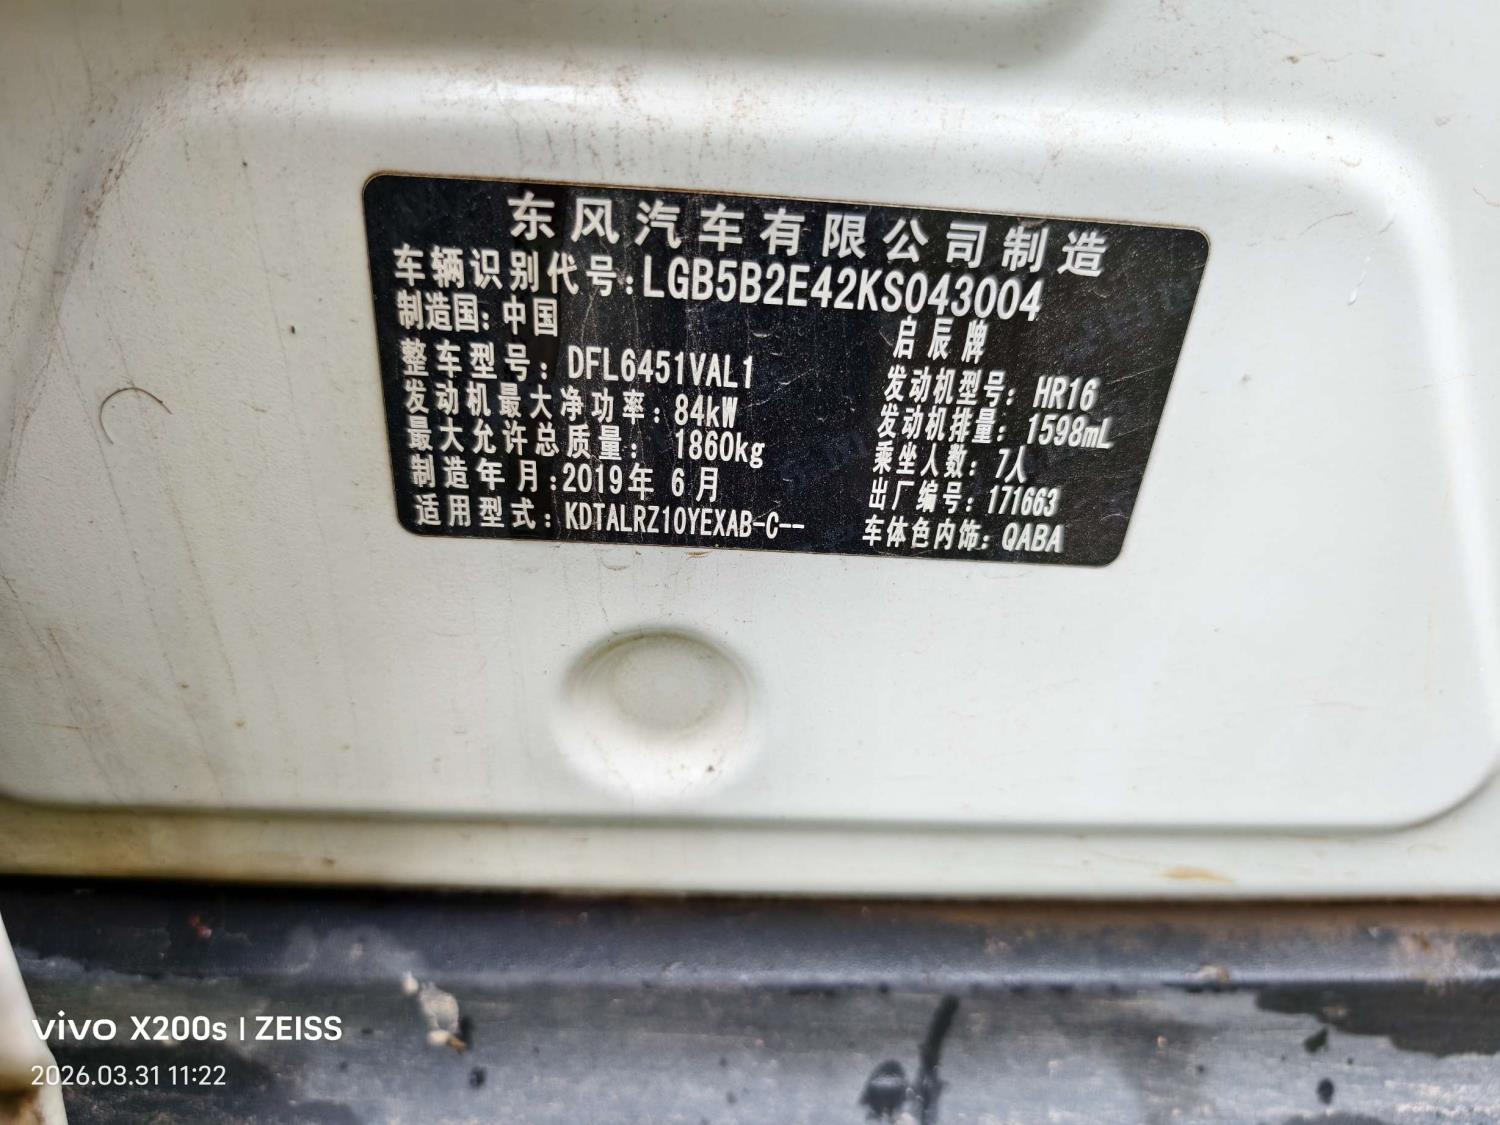 东风汽车有限公司制造
车辆识别代号:LGB5B2E42KS043004
制造国:中国 启辰牌
整车型号:DFL6451VAL1 发动机型号:HR16
发动机最大净功率:84kW 发动机排量:1598mL
最大允许总质量: 1860kg 乘坐人数:7人
制造年月:2019年 6月 出厂编号:171663
适用型式:KDTALRZ10YEXAB-C-- 车体色内饰:QABA
vivo X200s | ZEISS
2026.03.31 11:22